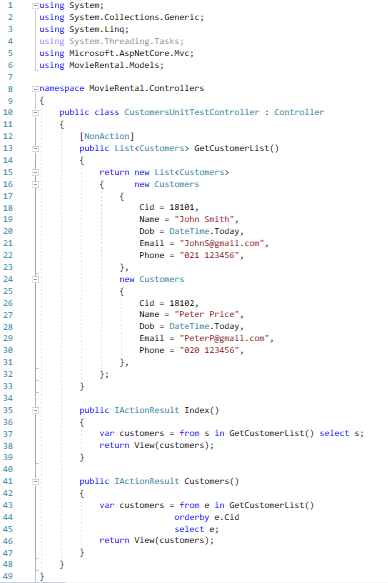 1 using System;
2 using System.Collections.Generic;
3 using System.Linq;
4 using System.Threading.Tasks;
5 using Microsoft.AspNetCore.Mvc;
6 using MovieRental.Models;
7
8 namespace MovieRental.Controllers
9 {
10 public class CustomersUnitTestController : Controller
11 {
12 [NonAction]
13 public List<Customers> GetCustomerList()
14 {
15 return new List<Customers>
16 { new Customers
17 {
18 Cid = 18101,
19 Name = "John Smith",
20 Dob = DateTime.Today,
21 Email = "JohnS@gmail.com",
22 Phone = "021 123456",
23 },
24 new Customers
25 {
26 Cid = 18102,
27 Name = "Peter Price",
28 Dob = DateTime.Today,
29 Email = "PeterP@gmail.com",
30 Phone = "020 123456",
31 },
32 };
33 }
34
35 public IActionResult Index()
36 {
37 var customers = from s in GetCustomerList() select s;
38 return View(customers);
39 }
40
41 public IActionResult Customers()
42 {
43 var customers = from e in GetCustomerList()
44 orderby e.Cid
45 select e;
46 return View(customers);
47 }
48 }
49 }